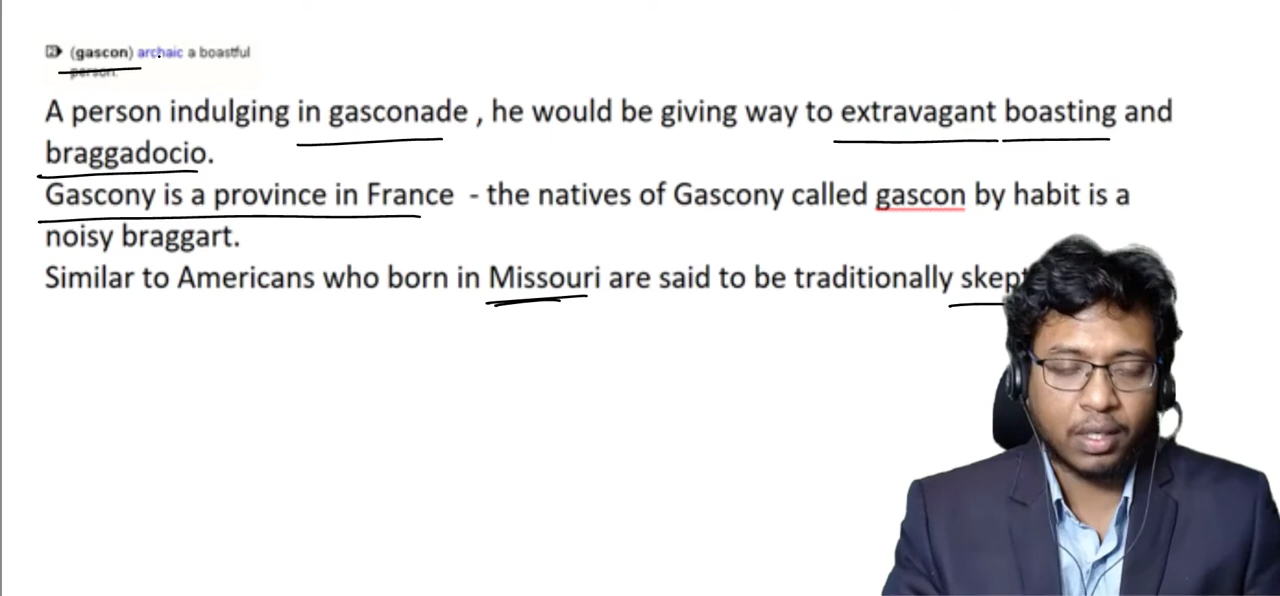 (gascon) archaic a boastful
person.
A person indulging in gasconade , he would be giving way to extravagant boasting and
braggadocio.
Gascony is a province in France - the natives of Gascony called gascon by habit is a
noisy braggart.
Similar to Americans who born in Missouri are said to be traditionally